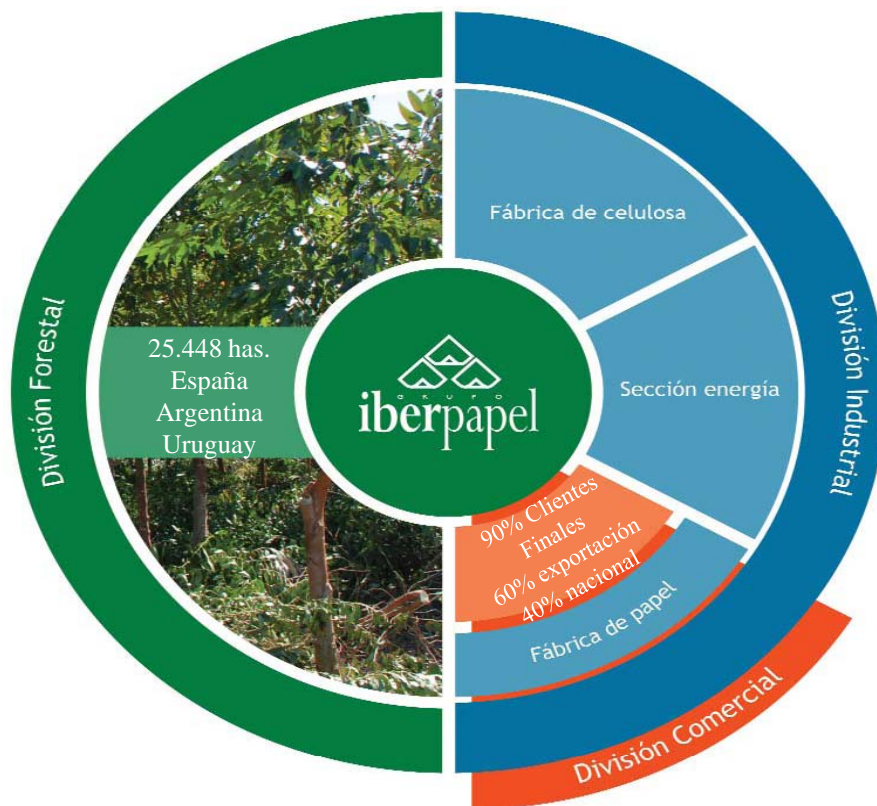 División Forestal
25.448 has.
España
Argentina
Uruguay
GRUPO
iberpapel
Fábrica de celulosa
Sección energía
División Industrial
90% Clientes
Finales
60% exportación
40% nacional
Fábrica de papel
División Comercial